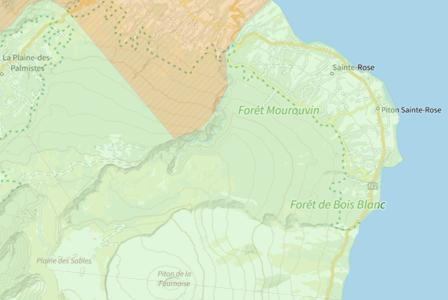 La Plaine-des-
Palmistes
Sainte-Rose
Piton Sainte-Rose
Forêt Mourouvin
Forêt de Bois Blanc
Plaine des Sables
Piton de la
Fournaise